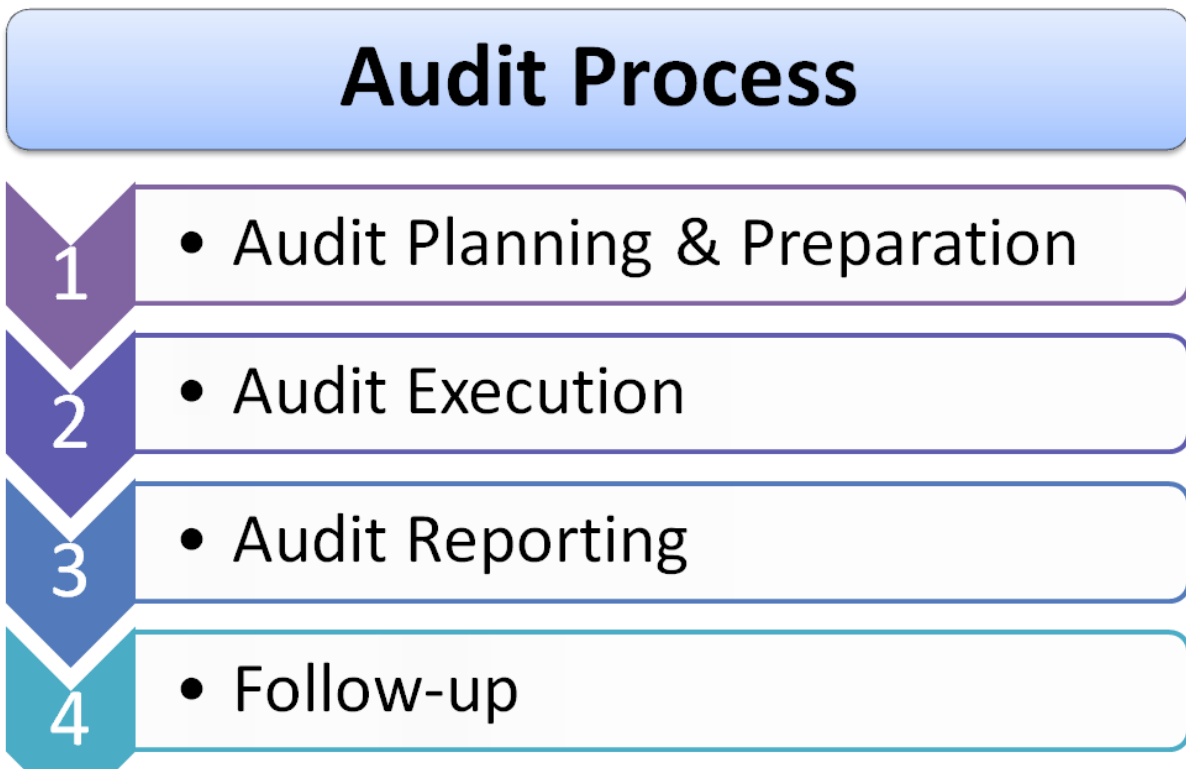 Audit Process
1
• Audit Planning & Preparation
2
• Audit Execution
3
• Audit Reporting
4
• Follow-up